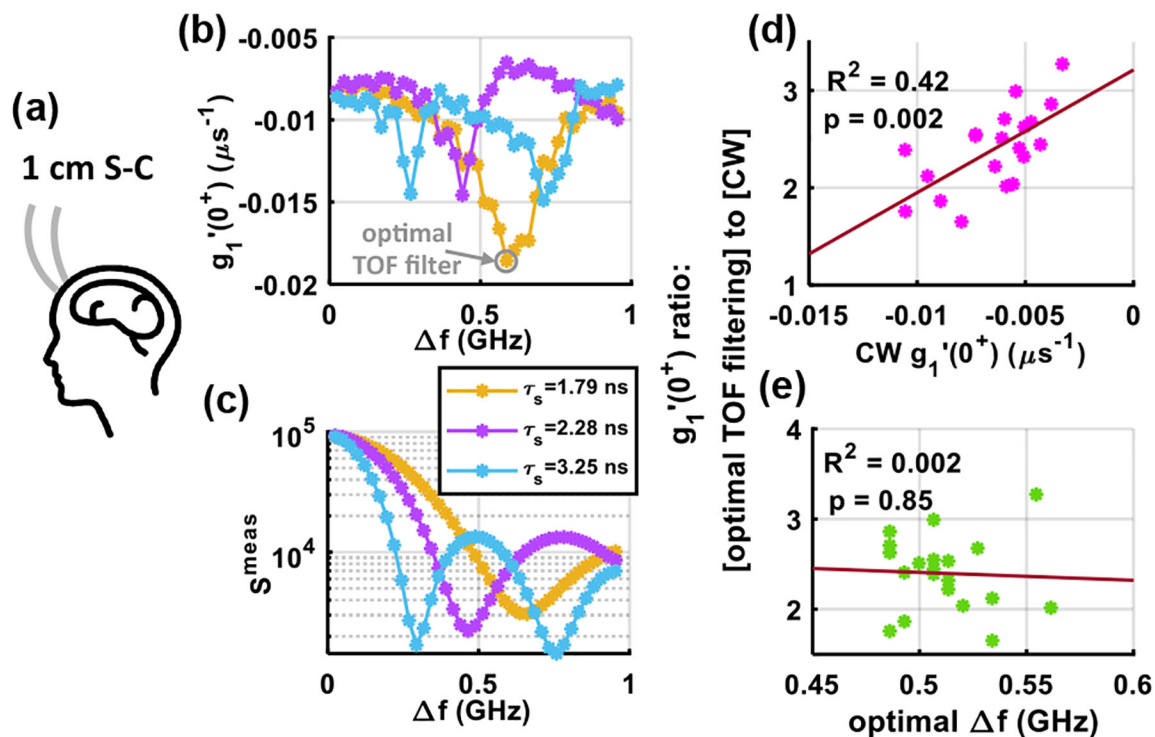 (a)
1 cm S-C
(b)
g₁'(0⁺) (μs⁻¹)
-0.005
-0.01
-0.015
-0.02
optimal
TOF filter
0
0.5
1
Δf (GHz)
(c)
S^meas
10⁵
10⁴
τₛ=1.79 ns
τₛ=2.28 ns
τₛ=3.25 ns
0
0.5
1
Δf (GHz)
g₁'(0⁺) ratio:
[optimal TOF filtering] to [CW]
(d)
R² = 0.42
p = 0.002
3
2
1
-0.015
-0.01
-0.005
0
CW g₁'(0⁺) (μs⁻¹)
(e)
R² = 0.002
p = 0.85
4
3
2
0.45
0.5
0.55
0.6
optimal Δf (GHz)